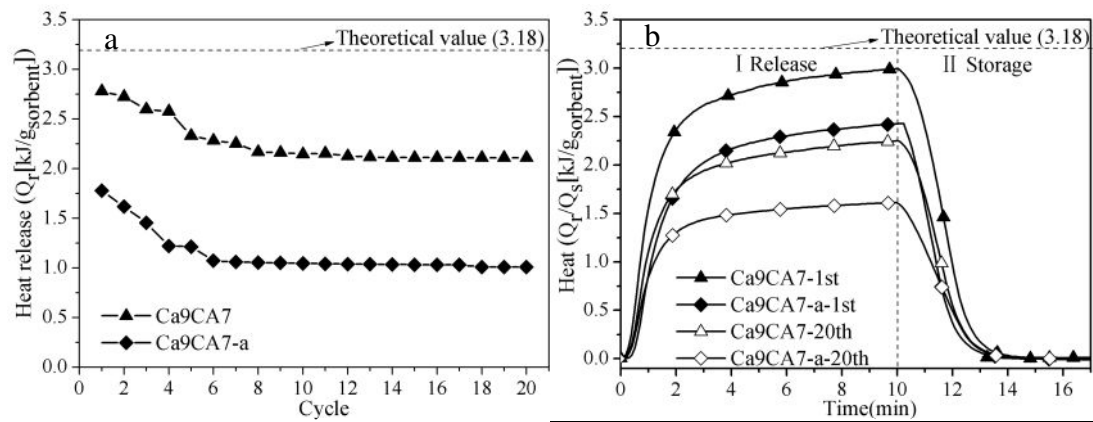 a
Theoretical value (3.18)
Heat release (Qr[kJ/gsorbent])
3.5
3.0
2.5
2.0
1.5
1.0
0.5
0.0
Ca9CA7
Ca9CA7-a
0 2 4 6 8 10 12 14 16 18 20
Cycle
b
Theoretical value (3.18)
I Release
II Storage
Heat (Qr/Qs[kJ/gsorbent])
3.5
3.0
2.5
2.0
1.5
1.0
0.5
0.0
Ca9CA7-1st
Ca9CA7-a-1st
Ca9CA7-20th
Ca9CA7-a-20th
0 2 4 6 8 10 12 14 16
Time(min)